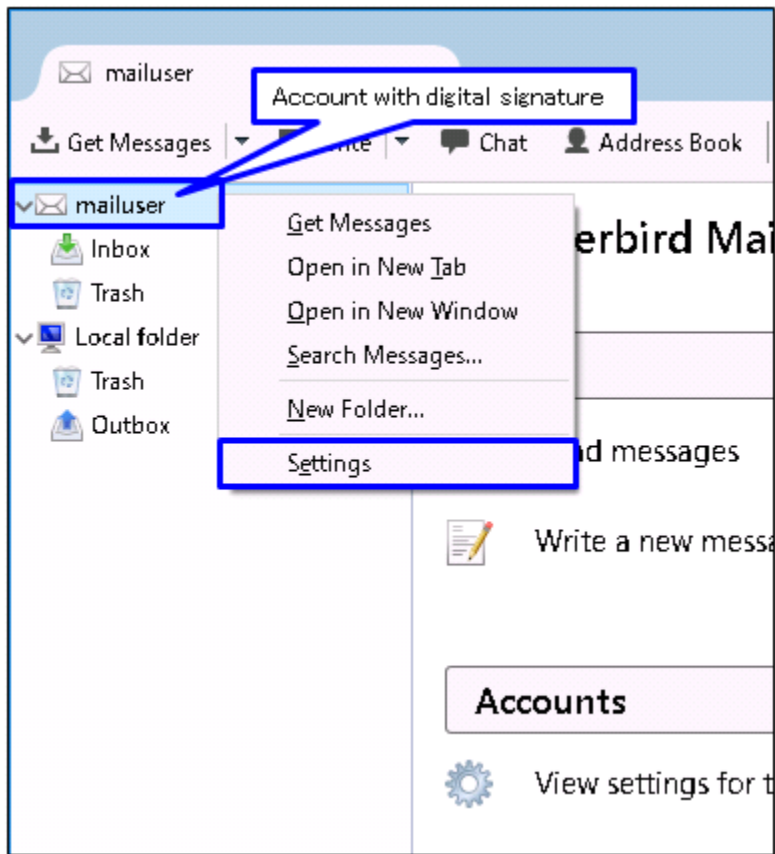 mailuser
Account with digital signature
Get Messages
Chat
Address Book
mailuser
Inbox
Trash
Local folder
Trash
Outbox
Get Messages
Open in New Tab
Open in New Window
Search Messages...
New Folder...
Settings
erbird Mai
d messages
Write a new messa
Accounts
View settings for t